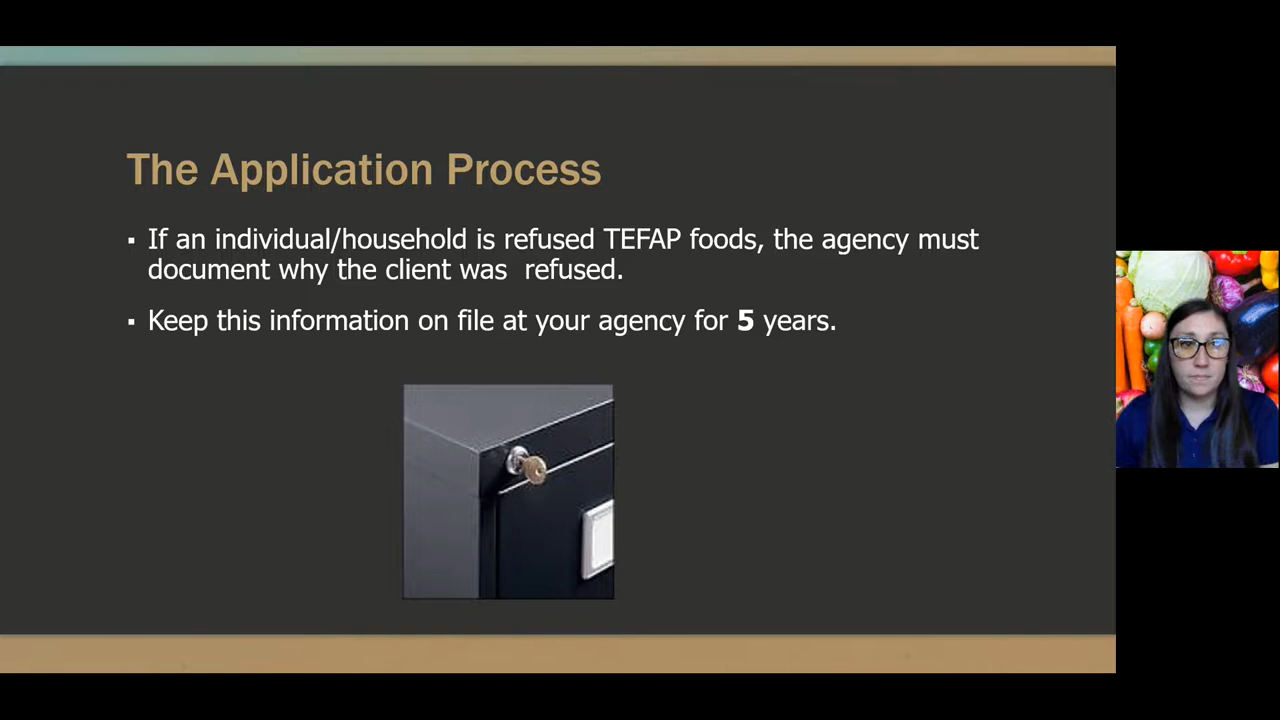 The Application Process
▪ If an individual/household is refused TEFAP foods, the agency must
document why the client was  refused.
▪ Keep this information on file at your agency for 5 years.